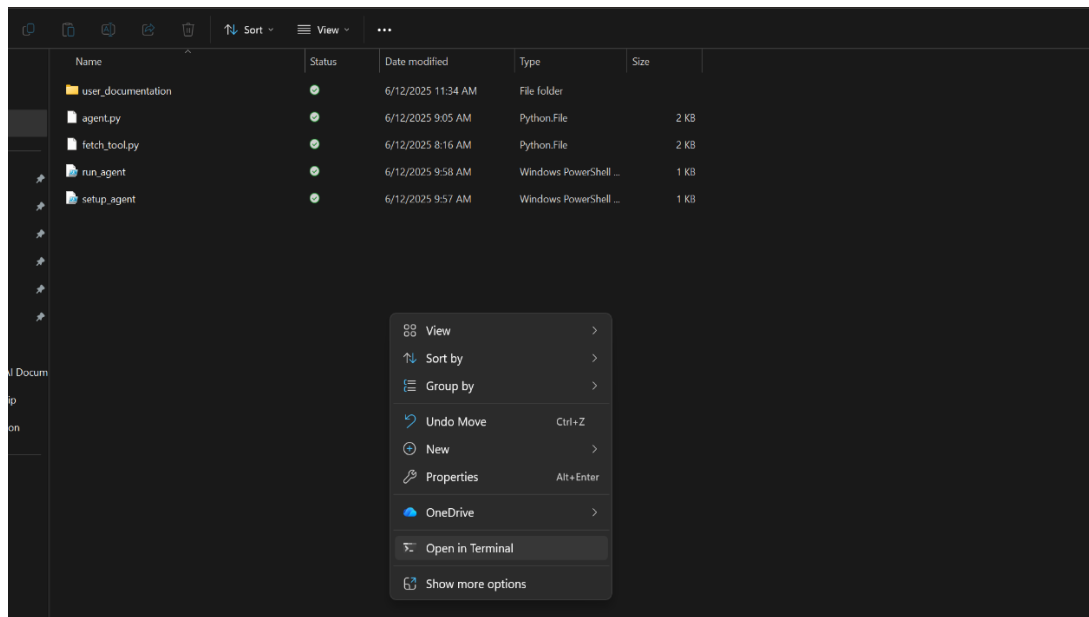 Sort View ...
Name Status Date modified Type Size
user_documentation 6/12/2025 11:34 AM File folder
agent.py 6/12/2025 9:05 AM Python.File 2 KB
fetch_tool.py 6/12/2025 8:16 AM Python.File 2 KB
run_agent 6/12/2025 9:58 AM Windows PowerShell ... 1 KB
setup_agent 6/12/2025 9:57 AM Windows PowerShell ... 1 KB
View
Sort by
AI Docum
Group by
ip
Undo Move Ctrl+Z
on
New
Properties Alt+Enter
OneDrive
Open in Terminal
Show more options